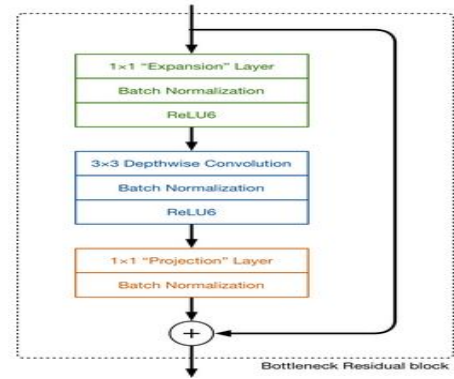 1×1 “Expansion” Layer
Batch Normalization
ReLU6
3×3 Depthwise Convolution
Batch Normalization
ReLU6
1×1 “Projection” Layer
Batch Normalization
+
Bottleneck Residual block